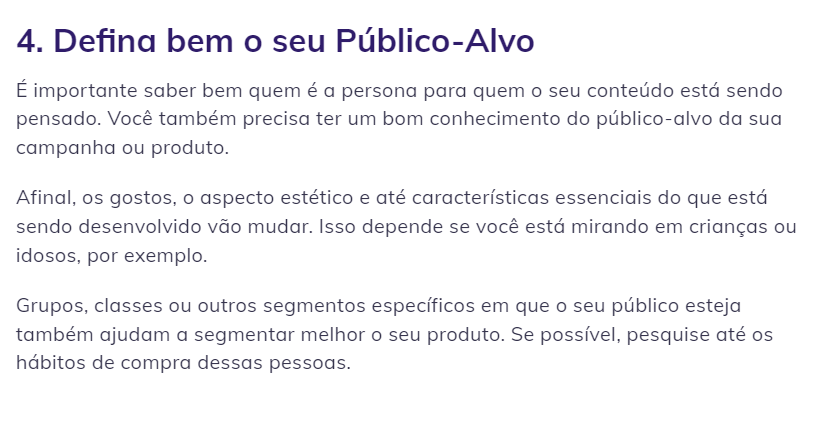 4. Defina bem o seu Público-Alvo
É importante saber bem quem é a persona para quem o seu conteúdo está sendo
pensado. Você também precisa ter um bom conhecimento do público-alvo da sua
campanha ou produto.
Afinal, os gostos, o aspecto estético e até características essenciais do que está
sendo desenvolvido vão mudar. Isso depende se você está mirando em crianças ou
idosos, por exemplo.
Grupos, classes ou outros segmentos específicos em que o seu público esteja
também ajudam a segmentar melhor o seu produto. Se possível, pesquise até os
hábitos de compra dessas pessoas.